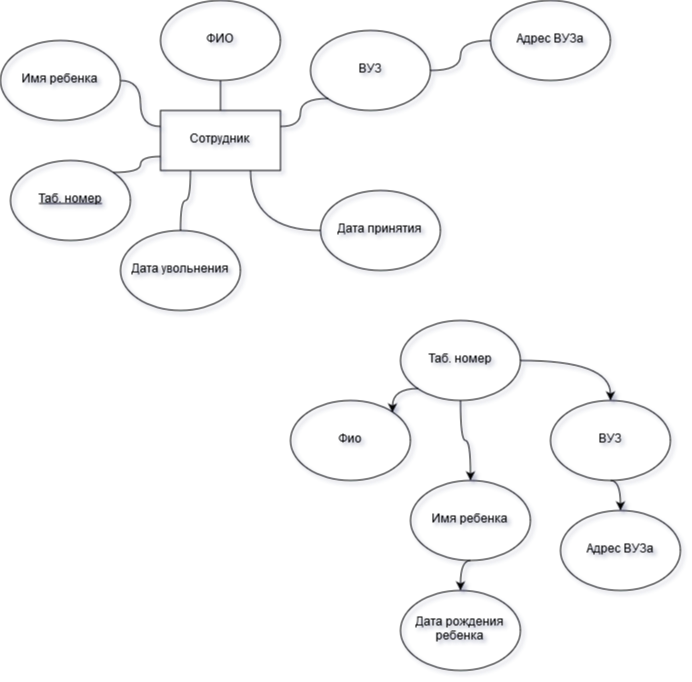 ФИО
Адрес ВУЗа
ВУЗ
Имя ребенка
Сотрудник
Таб. номер
Дата принятия
Дата увольнения
Таб. номер
Фио
ВУЗ
Имя ребенка
Адрес ВУЗа
Дата рождения
ребенка